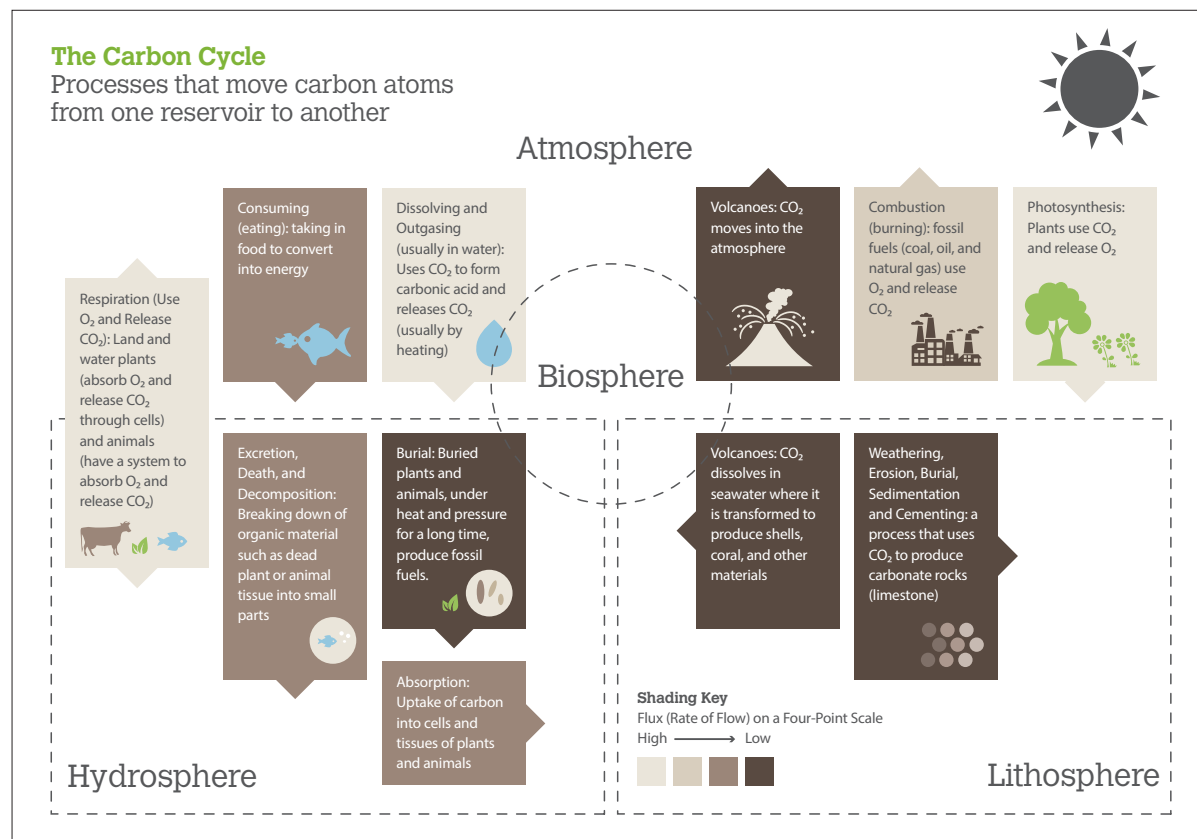 The Carbon Cycle
Processes that move carbon atoms
from one reservoir to another
Atmosphere
Respiration (Use
O₂ and Release
CO₂): Land and
water plants
(absorb O₂ and
release CO₂
through cells)
and animals
(have a system to
absorb O₂ and
release CO₂)
Consuming
(eating): taking in
food to convert
into energy
Dissolving and
Outgasing
(usually in water):
Uses CO₂ to form
carbonic acid and
releases CO₂
(usually by
heating)
Biosphere
Volcanoes: CO₂
moves into the
atmosphere
Combustion
(burning): fossil
fuels (coal, oil, and
natural gas) use
O₂ and release
CO₂
Photosynthesis:
Plants use CO₂
and release O₂
Excretion,
Death, and
Decomposition:
Breaking down of
organic material
such as dead
plant or animal
tissue into small
parts
Burial: Buried
plants and
animals, under
heat and pressure
for a long time,
produce fossil
fuels.
Absorption:
Uptake of carbon
into cells and
tissues of plants
and animals
Hydrosphere
Volcanoes: CO₂
dissolves in
seawater where it
is transformed to
produce shells,
coral, and other
materials
Weathering,
Erosion, Burial,
Sedimentation
and Cementing: a
process that uses
CO₂ to produce
carbonate rocks
(limestone)
Shading Key
Flux (Rate of Flow) on a Four-Point Scale
High Low
Lithosphere